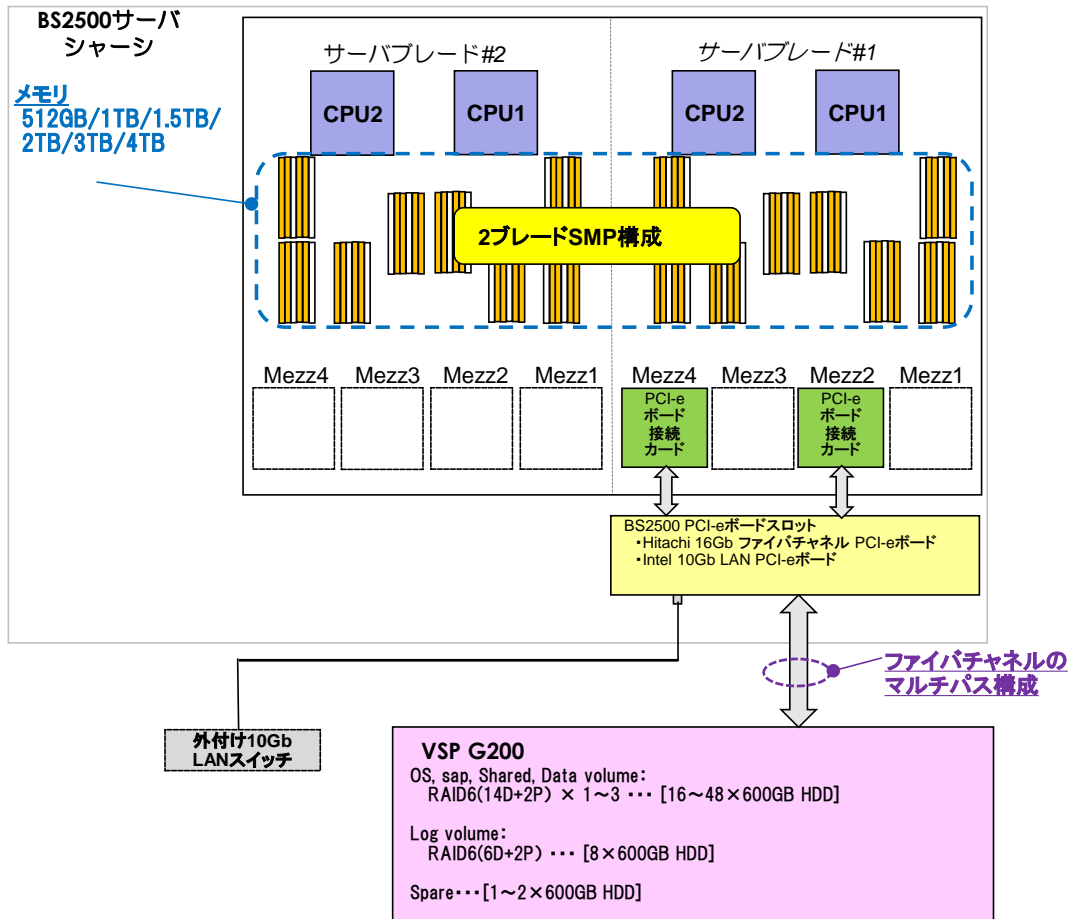 BS2500サーバ
シャーシ
サーバブレード#2
サーバブレード#1
メモリ
512GB/1TB/1.5TB/
2TB/3TB/4TB
CPU2
CPU1
CPU2
CPU1
2ブレードSMP構成
Mezz4
Mezz3
Mezz2
Mezz1
Mezz4
Mezz3
Mezz2
Mezz1
PCI-e
ボード
接続
カード
PCI-e
ボード
接続
カード
BS2500 PCI-eボードスロット
・Hitachi 16Gb ファイバチャネル PCI-eボード
・Intel 10Gb LAN PCI-eボード
ファイバチャネルの
マルチパス構成
外付け10Gb
LANスイッチ
VSP G200
OS, sap, Shared, Data volume:
RAID6(14D+2P) × 1～3 ・・・ [16～48×600GB HDD]
Log volume:
RAID6(6D+2P) ・・・ [8×600GB HDD]
Spare・・・[1～2×600GB HDD]